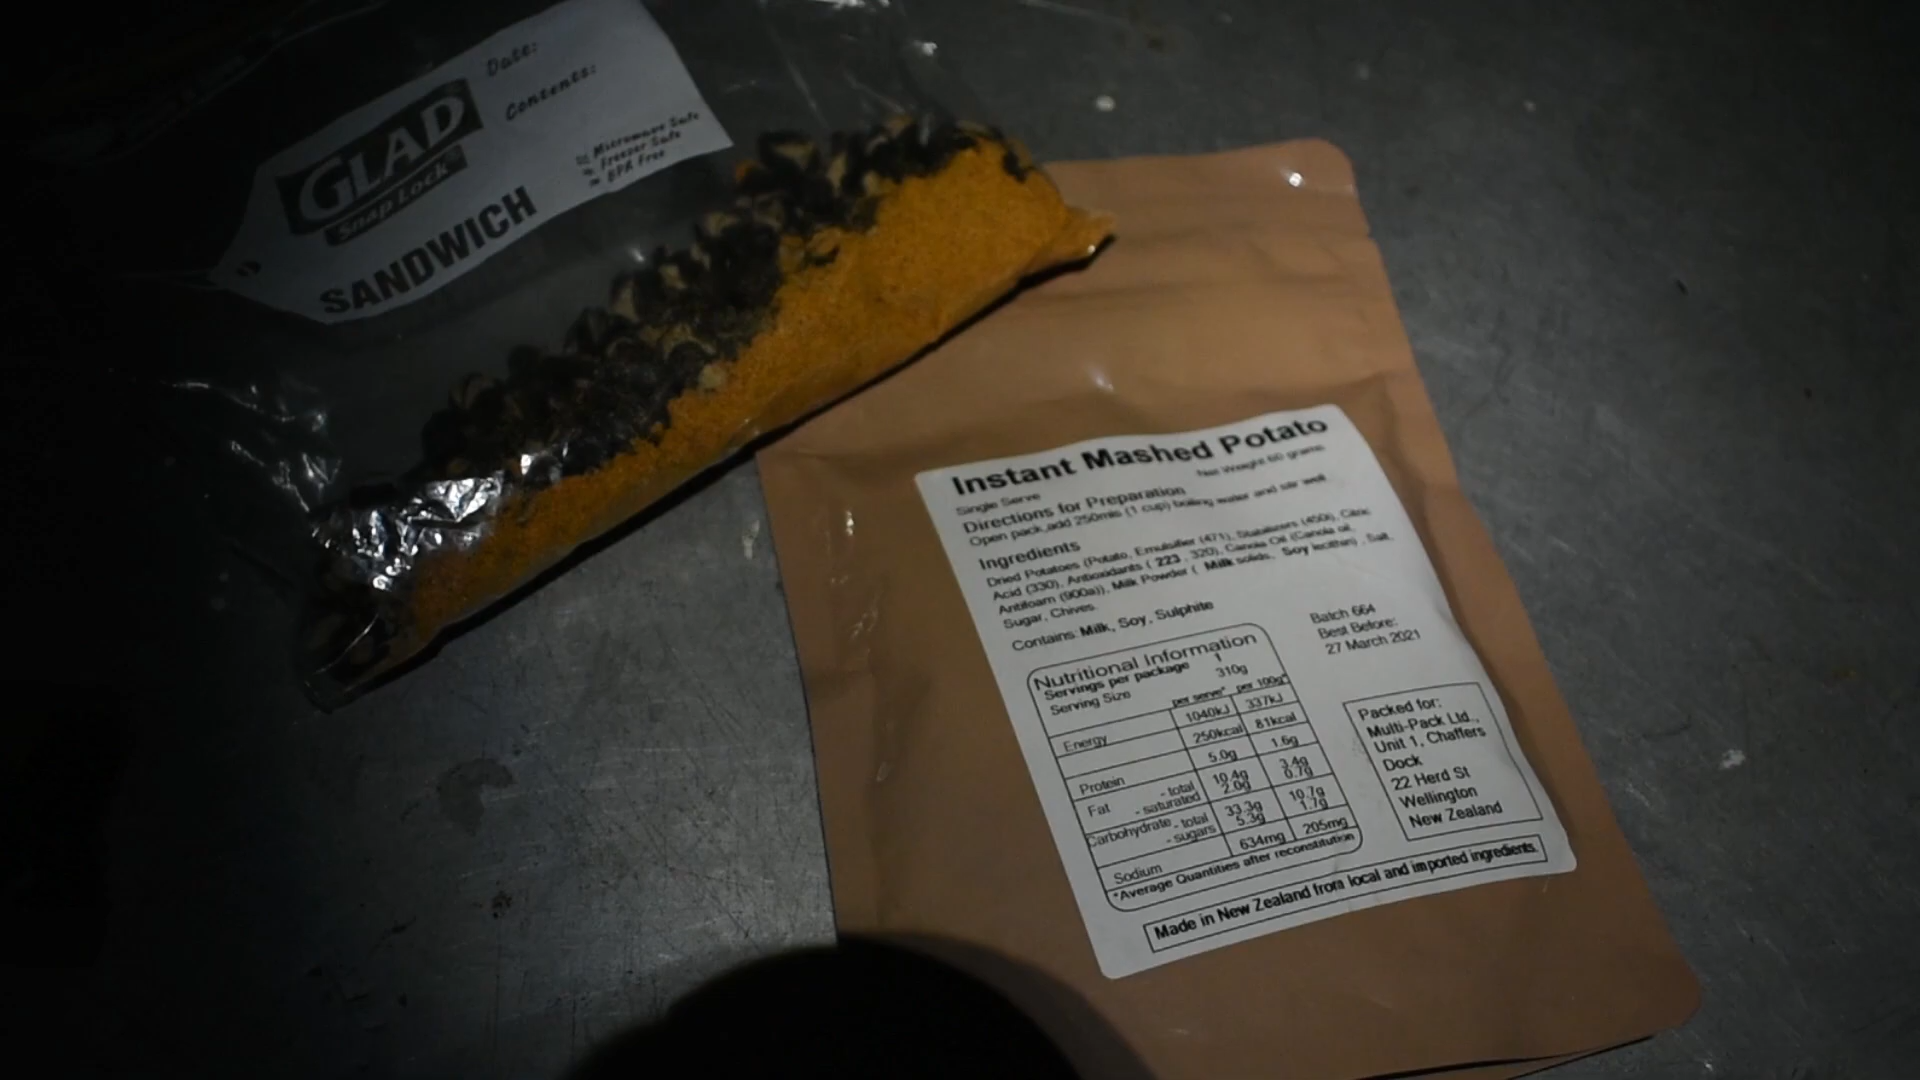 GLAD
Snap Lock®
SANDWICH
Date:
Contents:
Microwave Safe
Freezer Safe
BPA Free
Instant Mashed Potato
Single Serve
Net Weight 60 grams
Directions for Preparation
Open pack,add 250mls (1 cup) boiling water and stir well
Ingredients
Dried Potatoes (Potato, Emulsifier (471), Stabilizers (450i), Citric
Acid (330), Antioxidants ( 223 , 320), Canola Oil (Canola oil,
Antifoam (900a)), Milk Powder ( Milk solids, Soy lecithin) , Salt,
Sugar, Chives.
Contains: Milk, Soy, Sulphite
Batch 664
Best Before:
27 March 2021
Nutritional Information
Servings per package 1
Serving Size 310g
per serve* per 100g*
Energy 1040kJ 337kJ
250kcal 81kcal
Protein 5.0g 1.6g
Fat - total 10.4g 3.4g
- saturated 2.0g 0.7g
Carbohydrate - total 33.3g 10.7g
- sugars 5.3g 1.7g
Sodium 634mg 205mg
*Average Quantities after reconstitution
Packed for:
Multi-Pack Ltd.,
Unit 1, Chaffers
Dock
22 Herd St
Wellington
New Zealand
Made in New Zealand from local and imported ingredients.